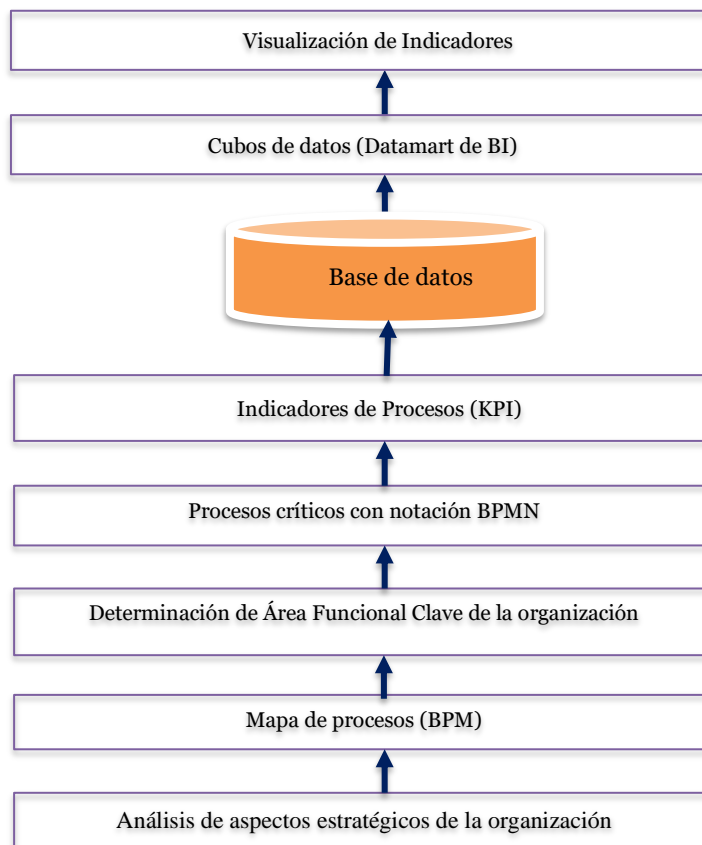 Visualización de Indicadores
Cubos de datos (Datamart de BI)
Base de datos
Indicadores de Procesos (KPI)
Procesos críticos con notación BPMN
Determinación de Área Funcional Clave de la organización
Mapa de procesos (BPM)
Análisis de aspectos estratégicos de la organización